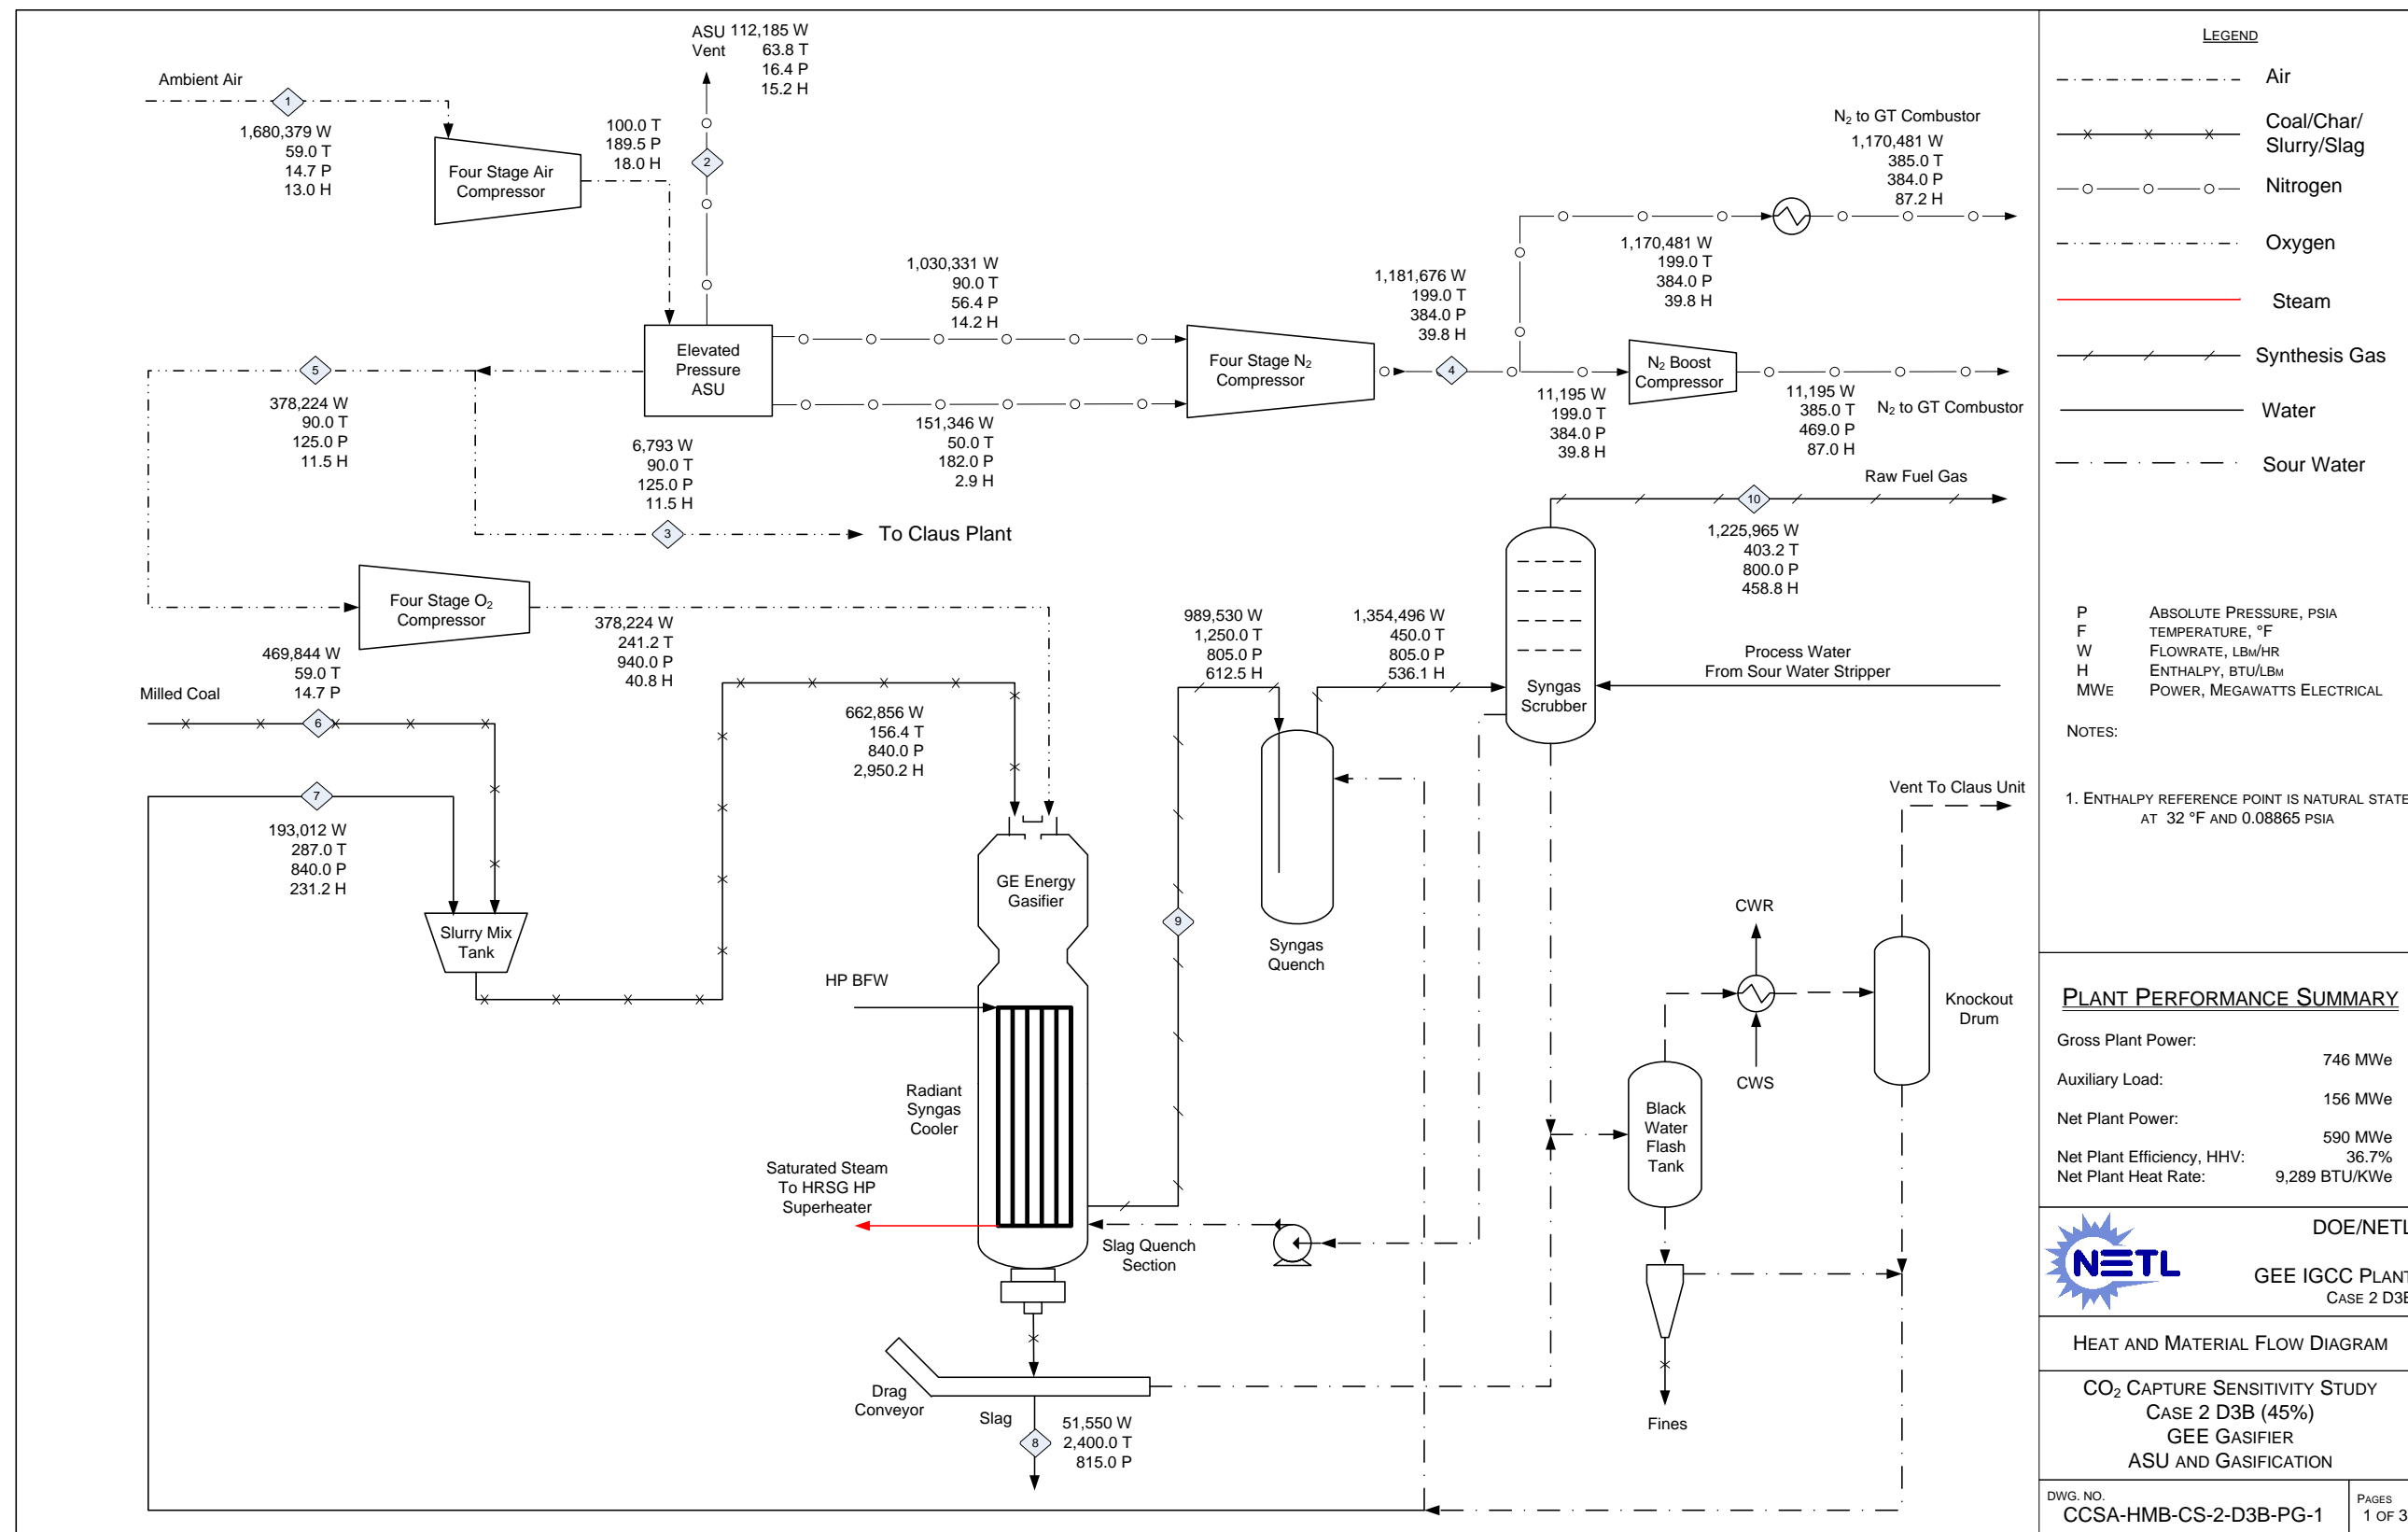 Ambient Air
1
1,680,379 W
59.0 T
14.7 P
13.0 H
Four Stage Air
Compressor
100.0 T
189.5 P
18.0 H
ASU
Vent
112,185 W
63.8 T
16.4 P
15.2 H
2
Elevated
Pressure
ASU
1,030,331 W
90.0 T
56.4 P
14.2 H
151,346 W
50.0 T
182.0 P
2.9 H
Four Stage N2
Compressor
1,181,676 W
199.0 T
384.0 P
39.8 H
4
N2 to GT Combustor
1,170,481 W
385.0 T
384.0 P
87.2 H
1,170,481 W
199.0 T
384.0 P
39.8 H
N2 Boost
Compressor
11,195 W
199.0 T
384.0 P
39.8 H
11,195 W
385.0 T
469.0 P
87.0 H
N2 to GT Combustor
5
378,224 W
90.0 T
125.0 P
11.5 H
6,793 W
90.0 T
125.0 P
11.5 H
3
To Claus Plant
Four Stage O2
Compressor
378,224 W
241.2 T
940.0 P
40.8 H
469,844 W
59.0 T
14.7 P
Milled Coal
6
7
193,012 W
287.0 T
840.0 P
231.2 H
Slurry Mix
Tank
662,856 W
156.4 T
840.0 P
2,950.2 H
GE Energy
Gasifier
HP BFW
Radiant
Syngas
Cooler
Saturated Steam
To HRSG HP
Superheater
Slag Quench
Section
Drag
Conveyor
Slag
8
51,550 W
2,400.0 T
815.0 P
9
989,530 W
1,250.0 T
805.0 P
612.5 H
Syngas
Quench
1,354,496 W
450.0 T
805.0 P
536.1 H
Syngas
Scrubber
Raw Fuel Gas
10
1,225,965 W
403.2 T
800.0 P
458.8 H
Process Water
From Sour Water Stripper
Vent To Claus Unit
CWR
CWS
Knockout
Drum
Black
Water
Flash
Tank
Fines
LEGEND
Air
Coal/Char/
Slurry/Slag
Nitrogen
Oxygen
Steam
Synthesis Gas
Water
Sour Water
P ABSOLUTE PRESSURE, PSIA
F TEMPERATURE, °F
W FLOWRATE, LBM/HR
H ENTHALPY, BTU/LBM
MWE POWER, MEGAWATTS ELECTRICAL
NOTES:
1. ENTHALPY REFERENCE POINT IS NATURAL STATE
AT 32 °F AND 0.08865 PSIA
PLANT PERFORMANCE SUMMARY
Gross Plant Power:
746 MWe
Auxiliary Load:
156 MWe
Net Plant Power:
590 MWe
Net Plant Efficiency, HHV: 36.7%
Net Plant Heat Rate: 9,289 BTU/KWe
NETL
DOE/NETL
GEE IGCC PLANT
CASE 2 D3B
HEAT AND MATERIAL FLOW DIAGRAM
CO2 CAPTURE SENSITIVITY STUDY
CASE 2 D3B (45%)
GEE GASIFIER
ASU AND GASIFICATION
DWG. NO.
CCSA-HMB-CS-2-D3B-PG-1
PAGES
1 OF 3